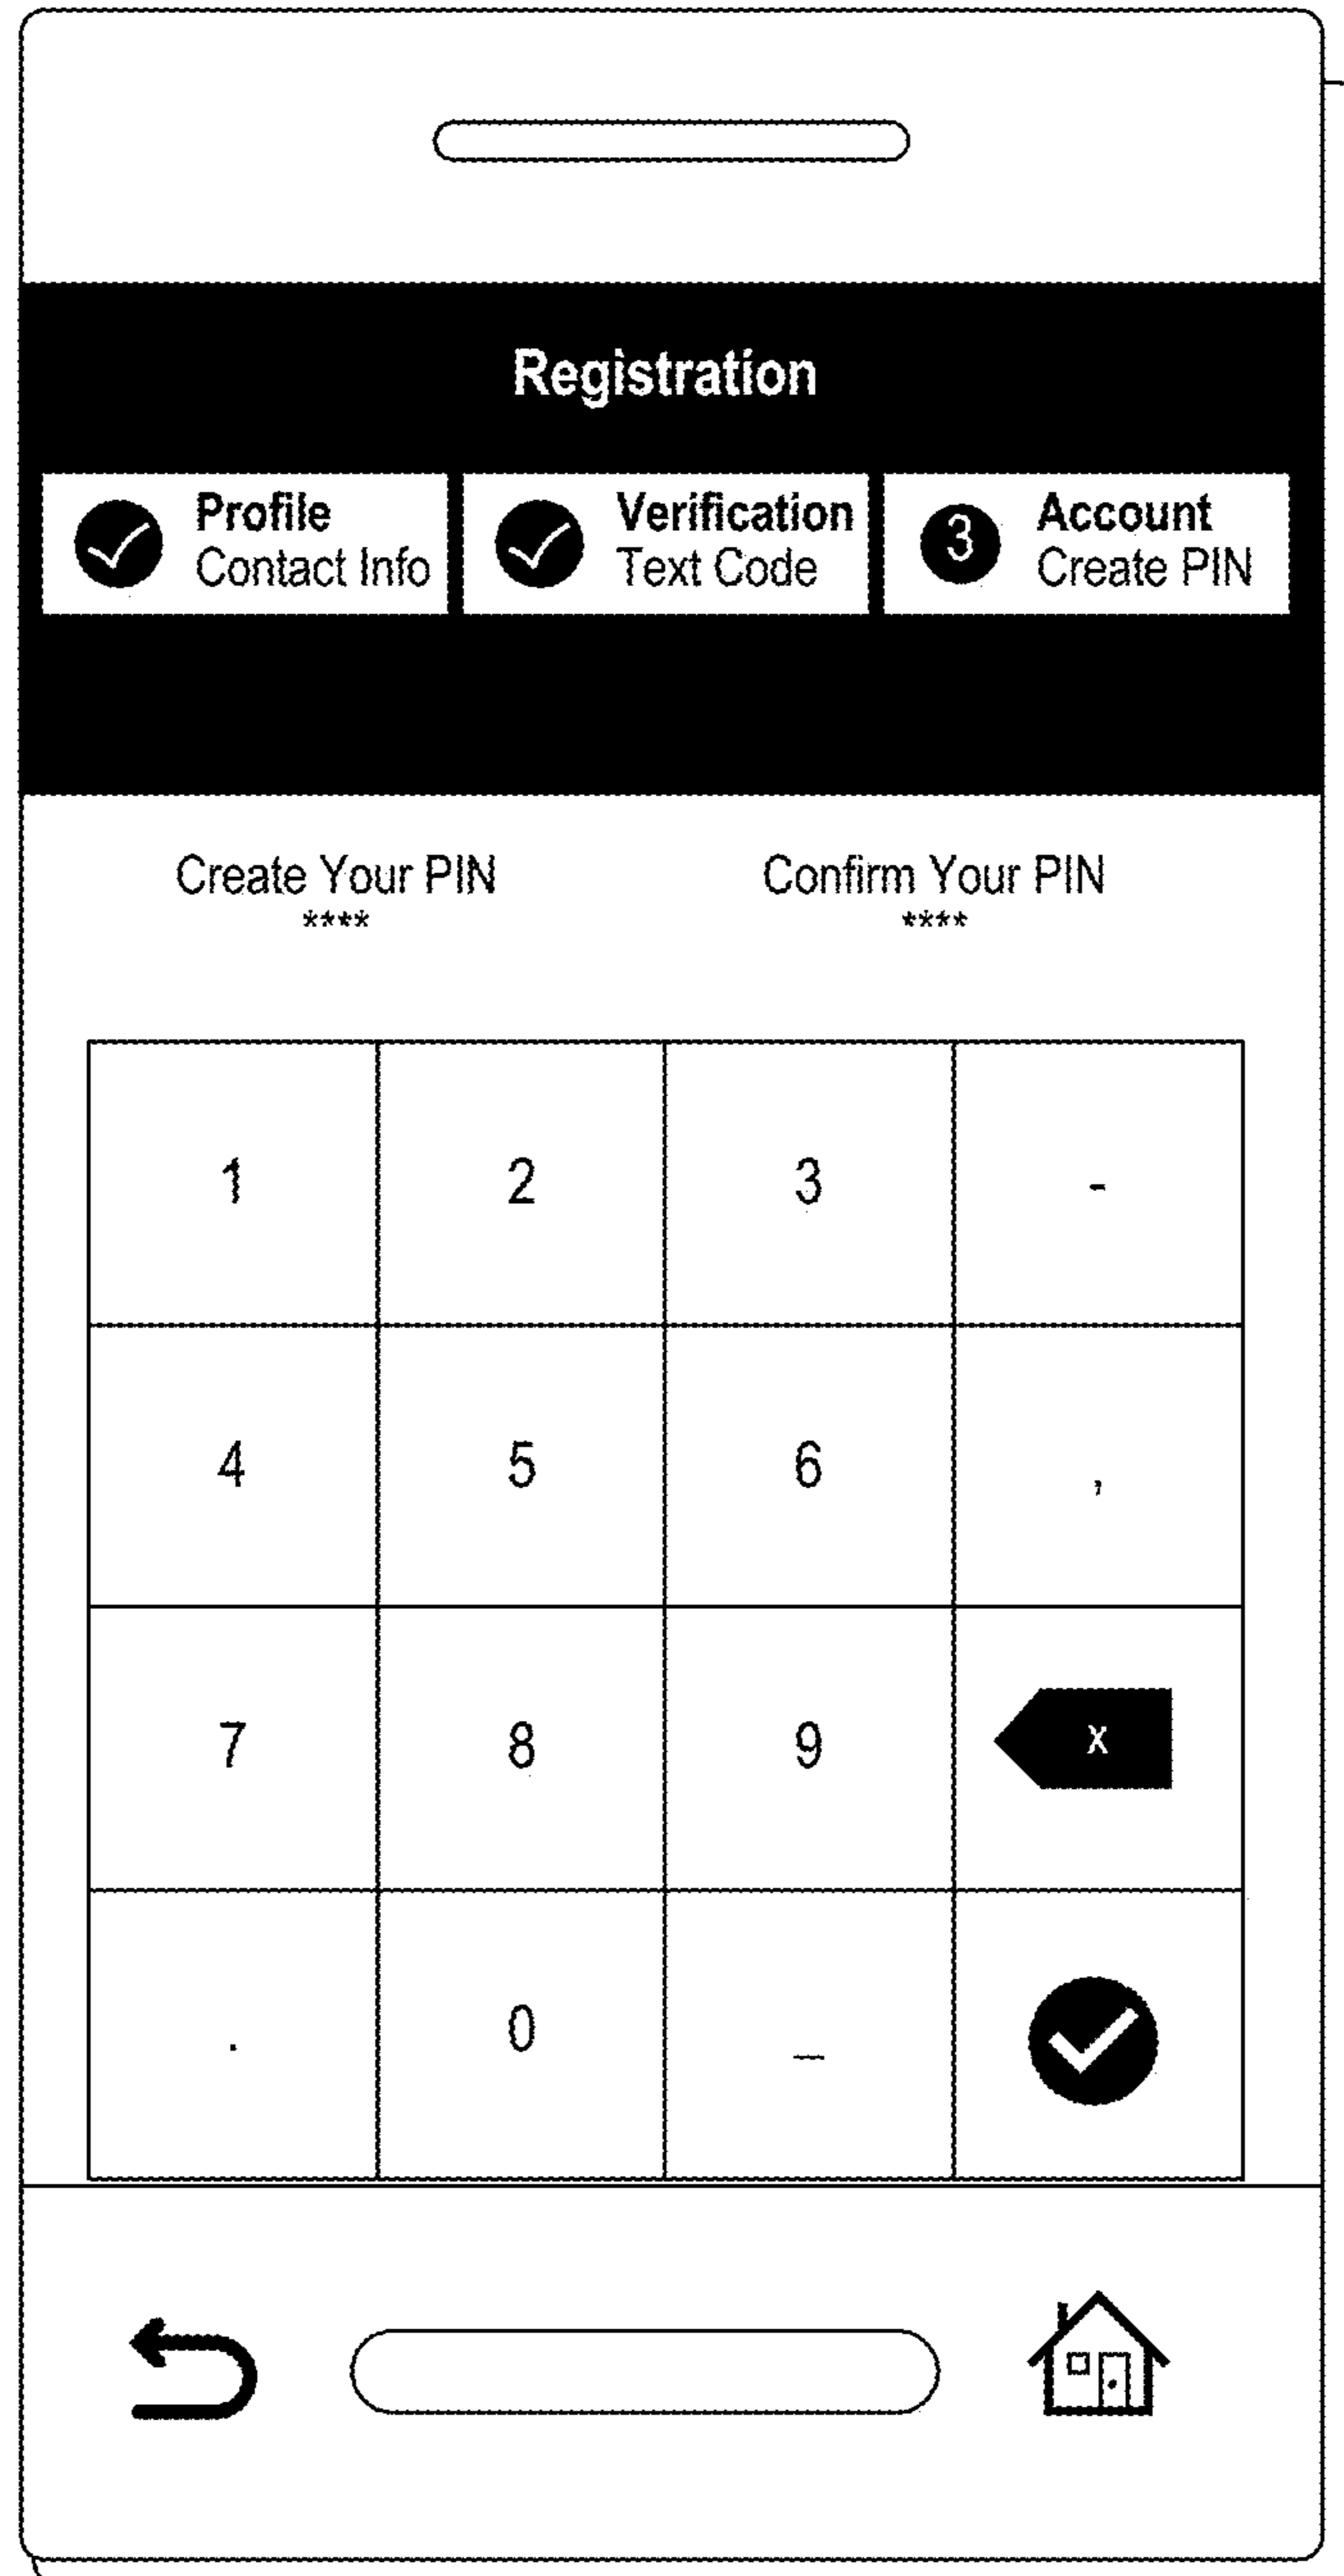 Registration
Profile
Contact Info
Verification
Text Code
3
Account
Create PIN
Create Your PIN
****
Confirm Your PIN
****
1 2 3 -
4 5 6 ,
7 8 9 x
. 0 _